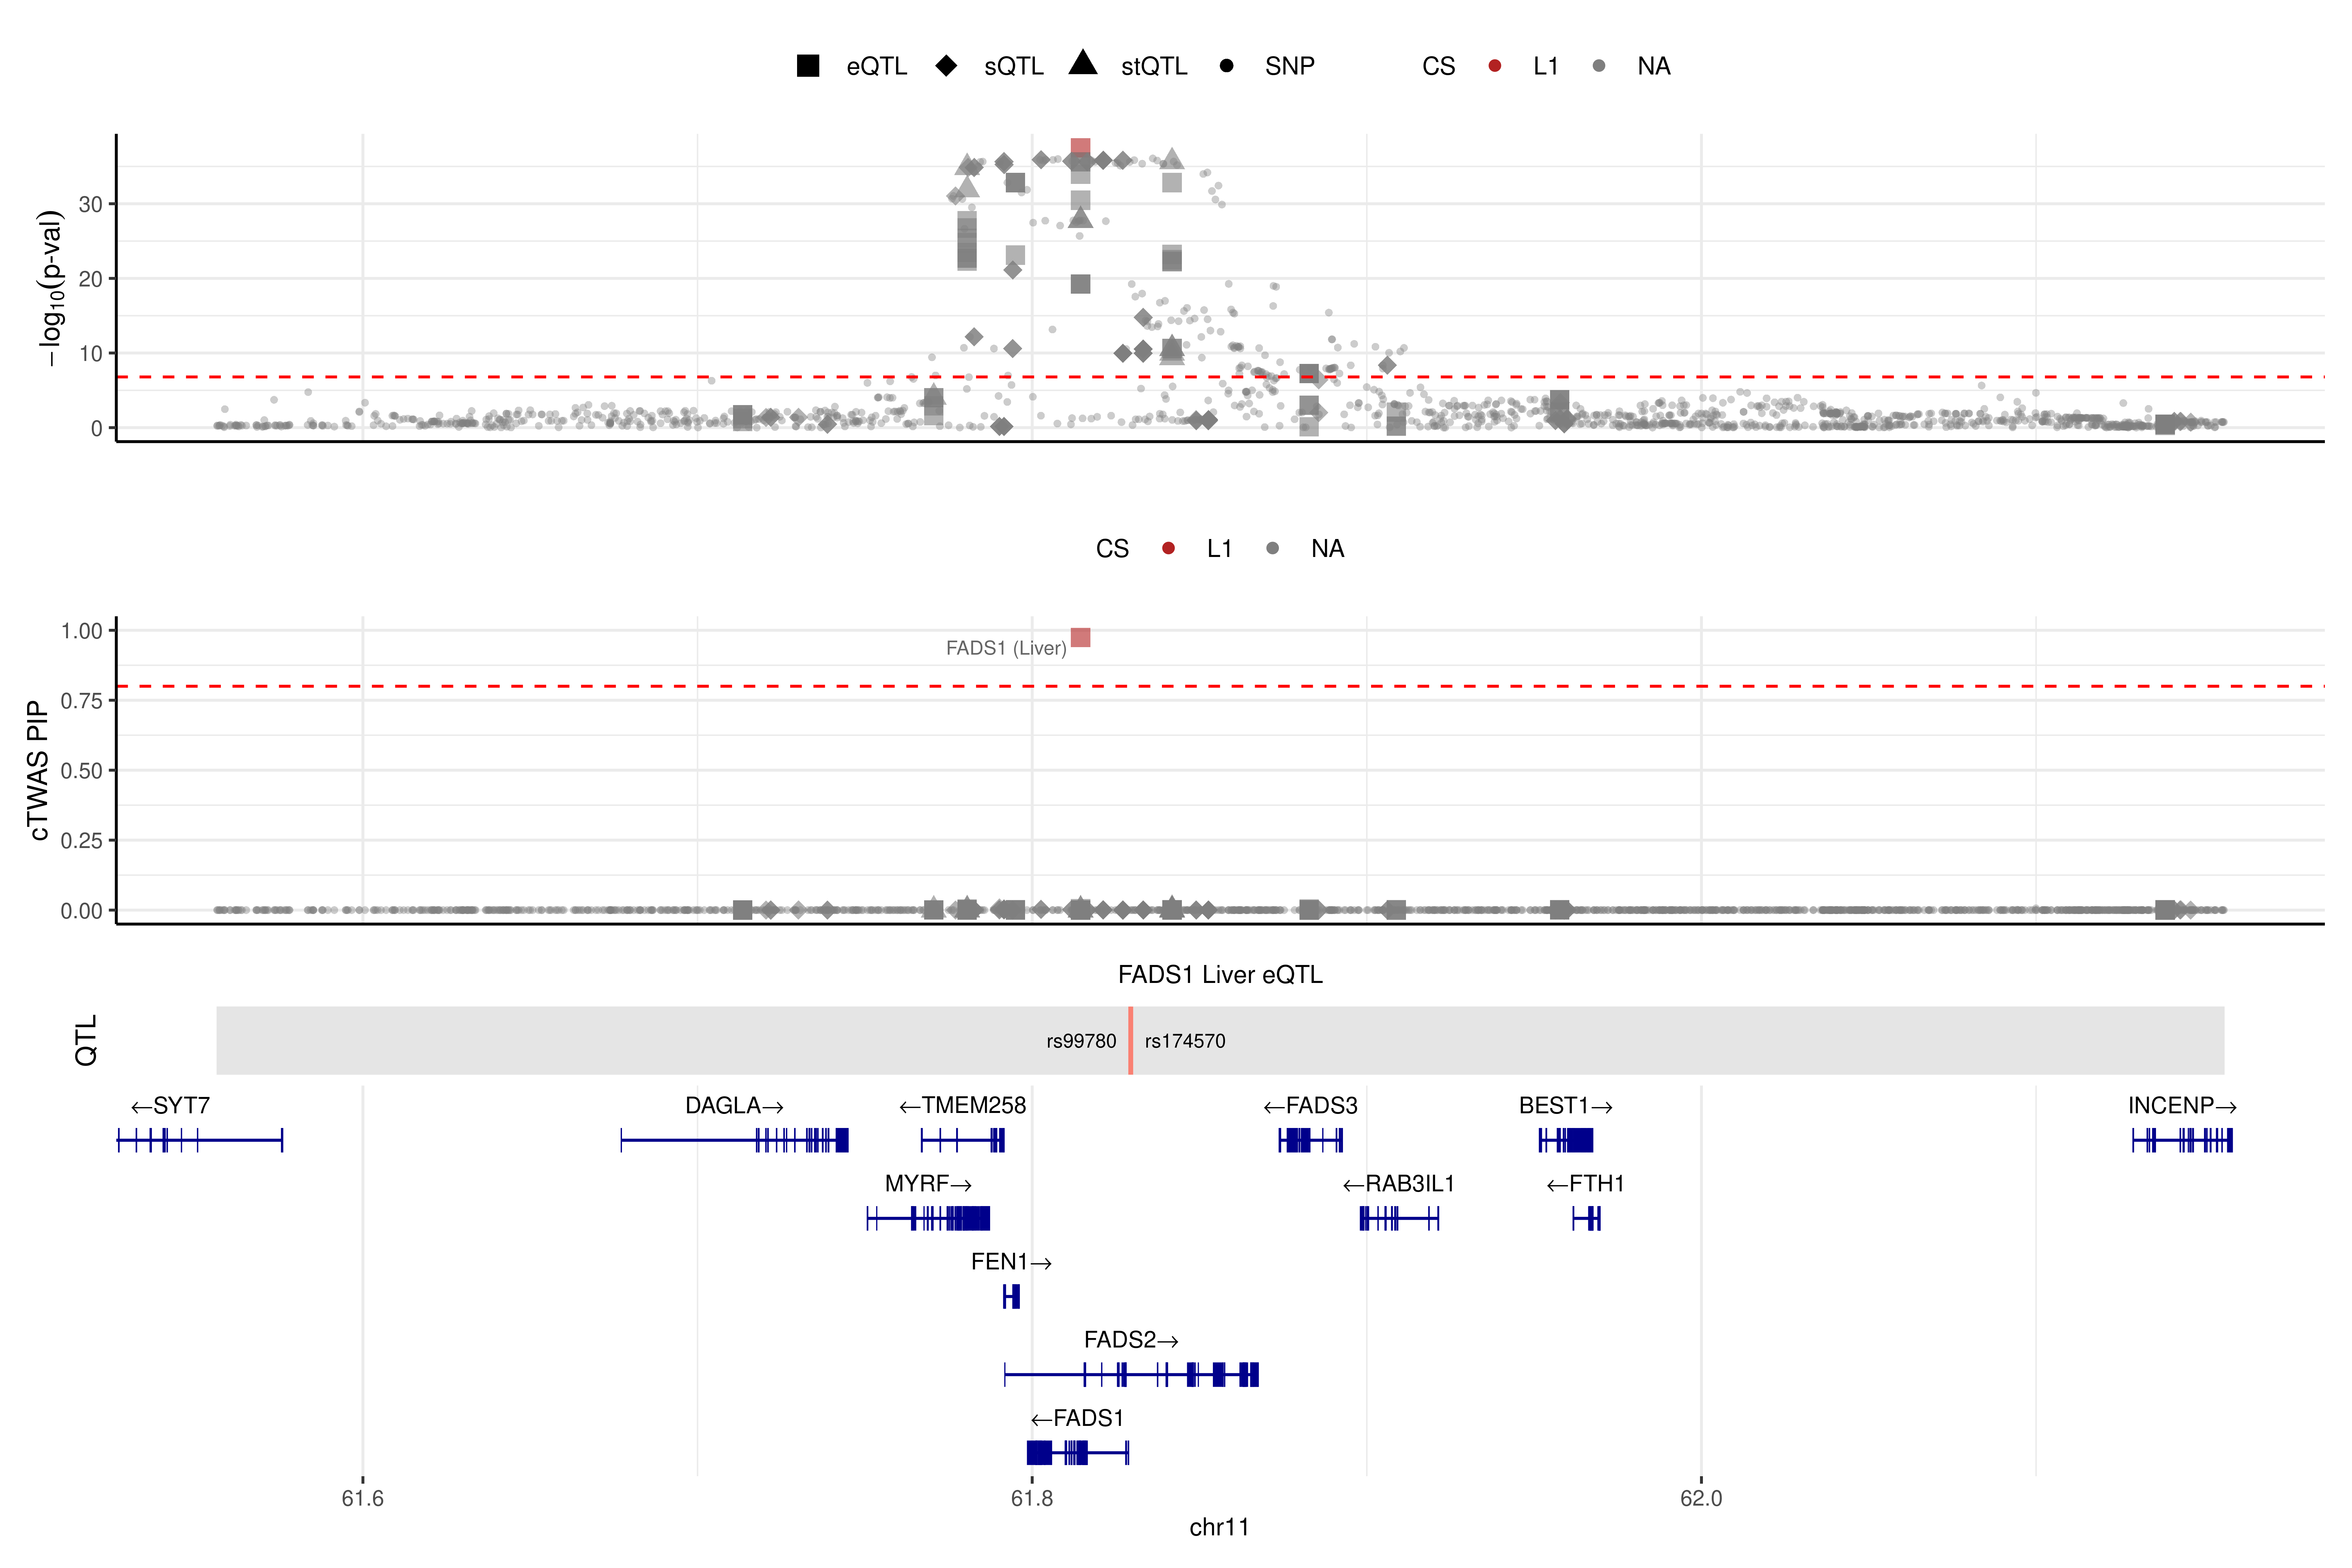 eQTL sQTL stQTL SNP CS L1 NA
−log10(p-val)
30
20
10
0
CS L1 NA
cTWAS PIP
1.00
0.75
0.50
0.25
0.00
FADS1 (Liver)
FADS1 Liver eQTL
QTL
rs99780 rs174570
←SYT7 DAGLA→ ←TMEM258 ←FADS3 BEST1→ INCENP→
MYRF→ ←RAB3IL1 ←FTH1
FEN1→
FADS2→
←FADS1
61.6 61.8 62.0
chr11